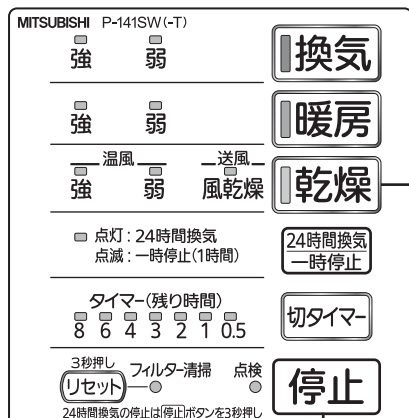 MITSUBISHI P-141SW(-T)
強 弱 換気
強 弱 暖房
温風 送風
強 弱 風乾燥 乾燥
点灯:24時間換気
点滅:一時停止(1時間)
24時間換気
一時停止
タイマー(残り時間)
8 6 4 3 2 1 0.5
切タイマー
3秒押し
リセット フィルター清掃 点検
停止
24時間換気の停止は停止ボタンを3秒押し